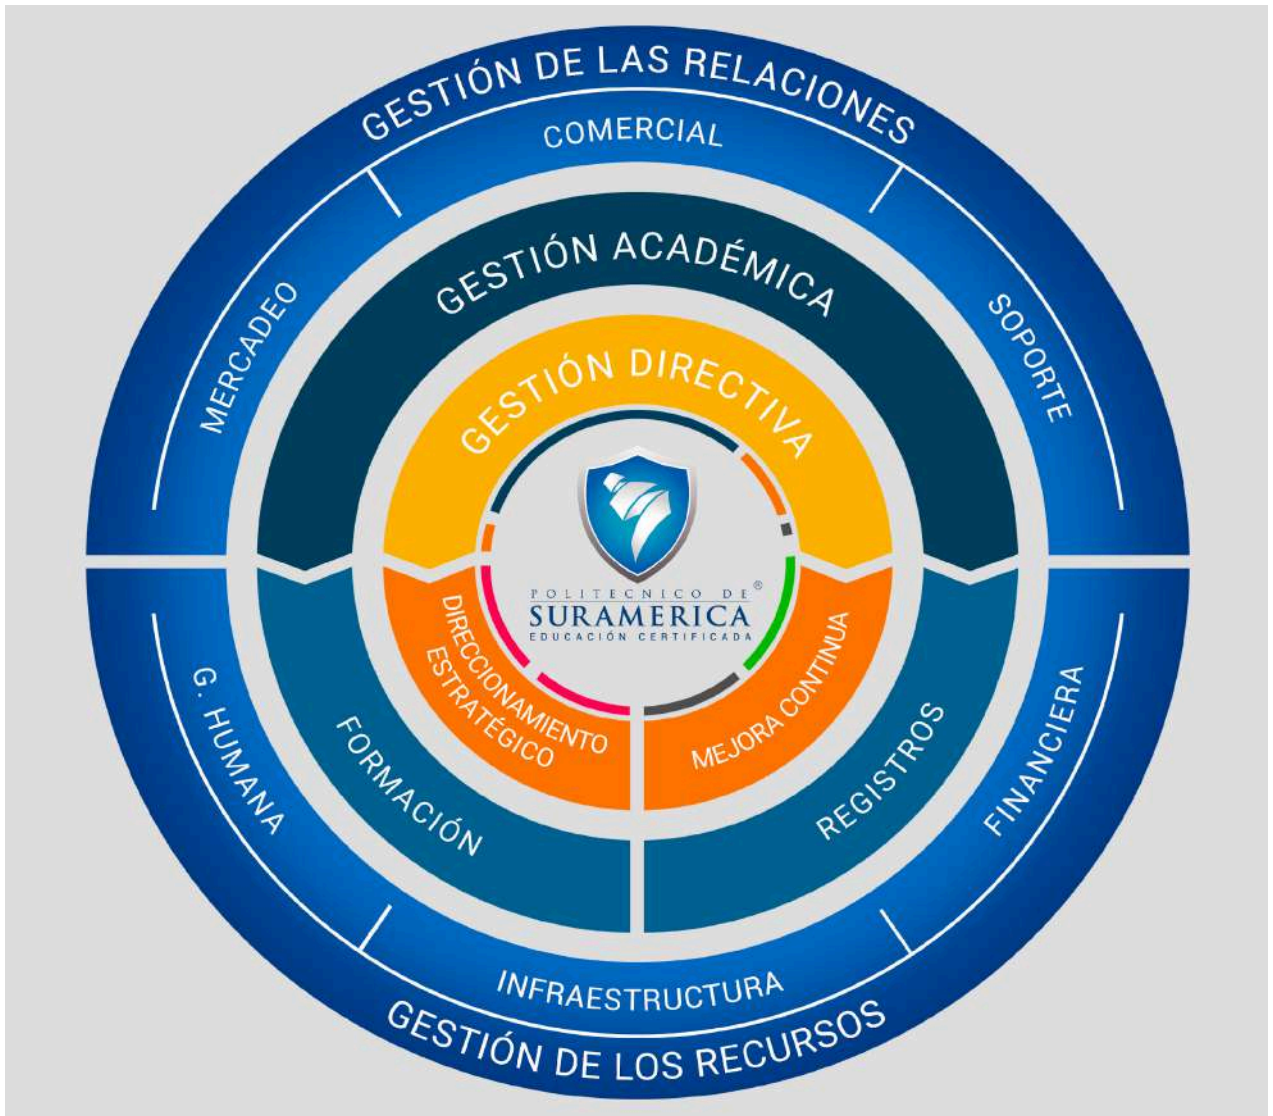 GESTIÓN DE LAS RELACIONES
COMERCIAL
MERCADEO
SOPORTE
GESTIÓN ACADÉMICA
GESTIÓN DIRECTIVA
POLITECNICO DE ®
SURAMERICA
EDUCACIÓN CERTIFICADA
DIRECCIONAMIENTO
ESTRATÉGICO
MEJORA CONTINUA
FORMACIÓN
REGISTROS
G. HUMANA
FINANCIERA
INFRAESTRUCTURA
GESTIÓN DE LOS RECURSOS